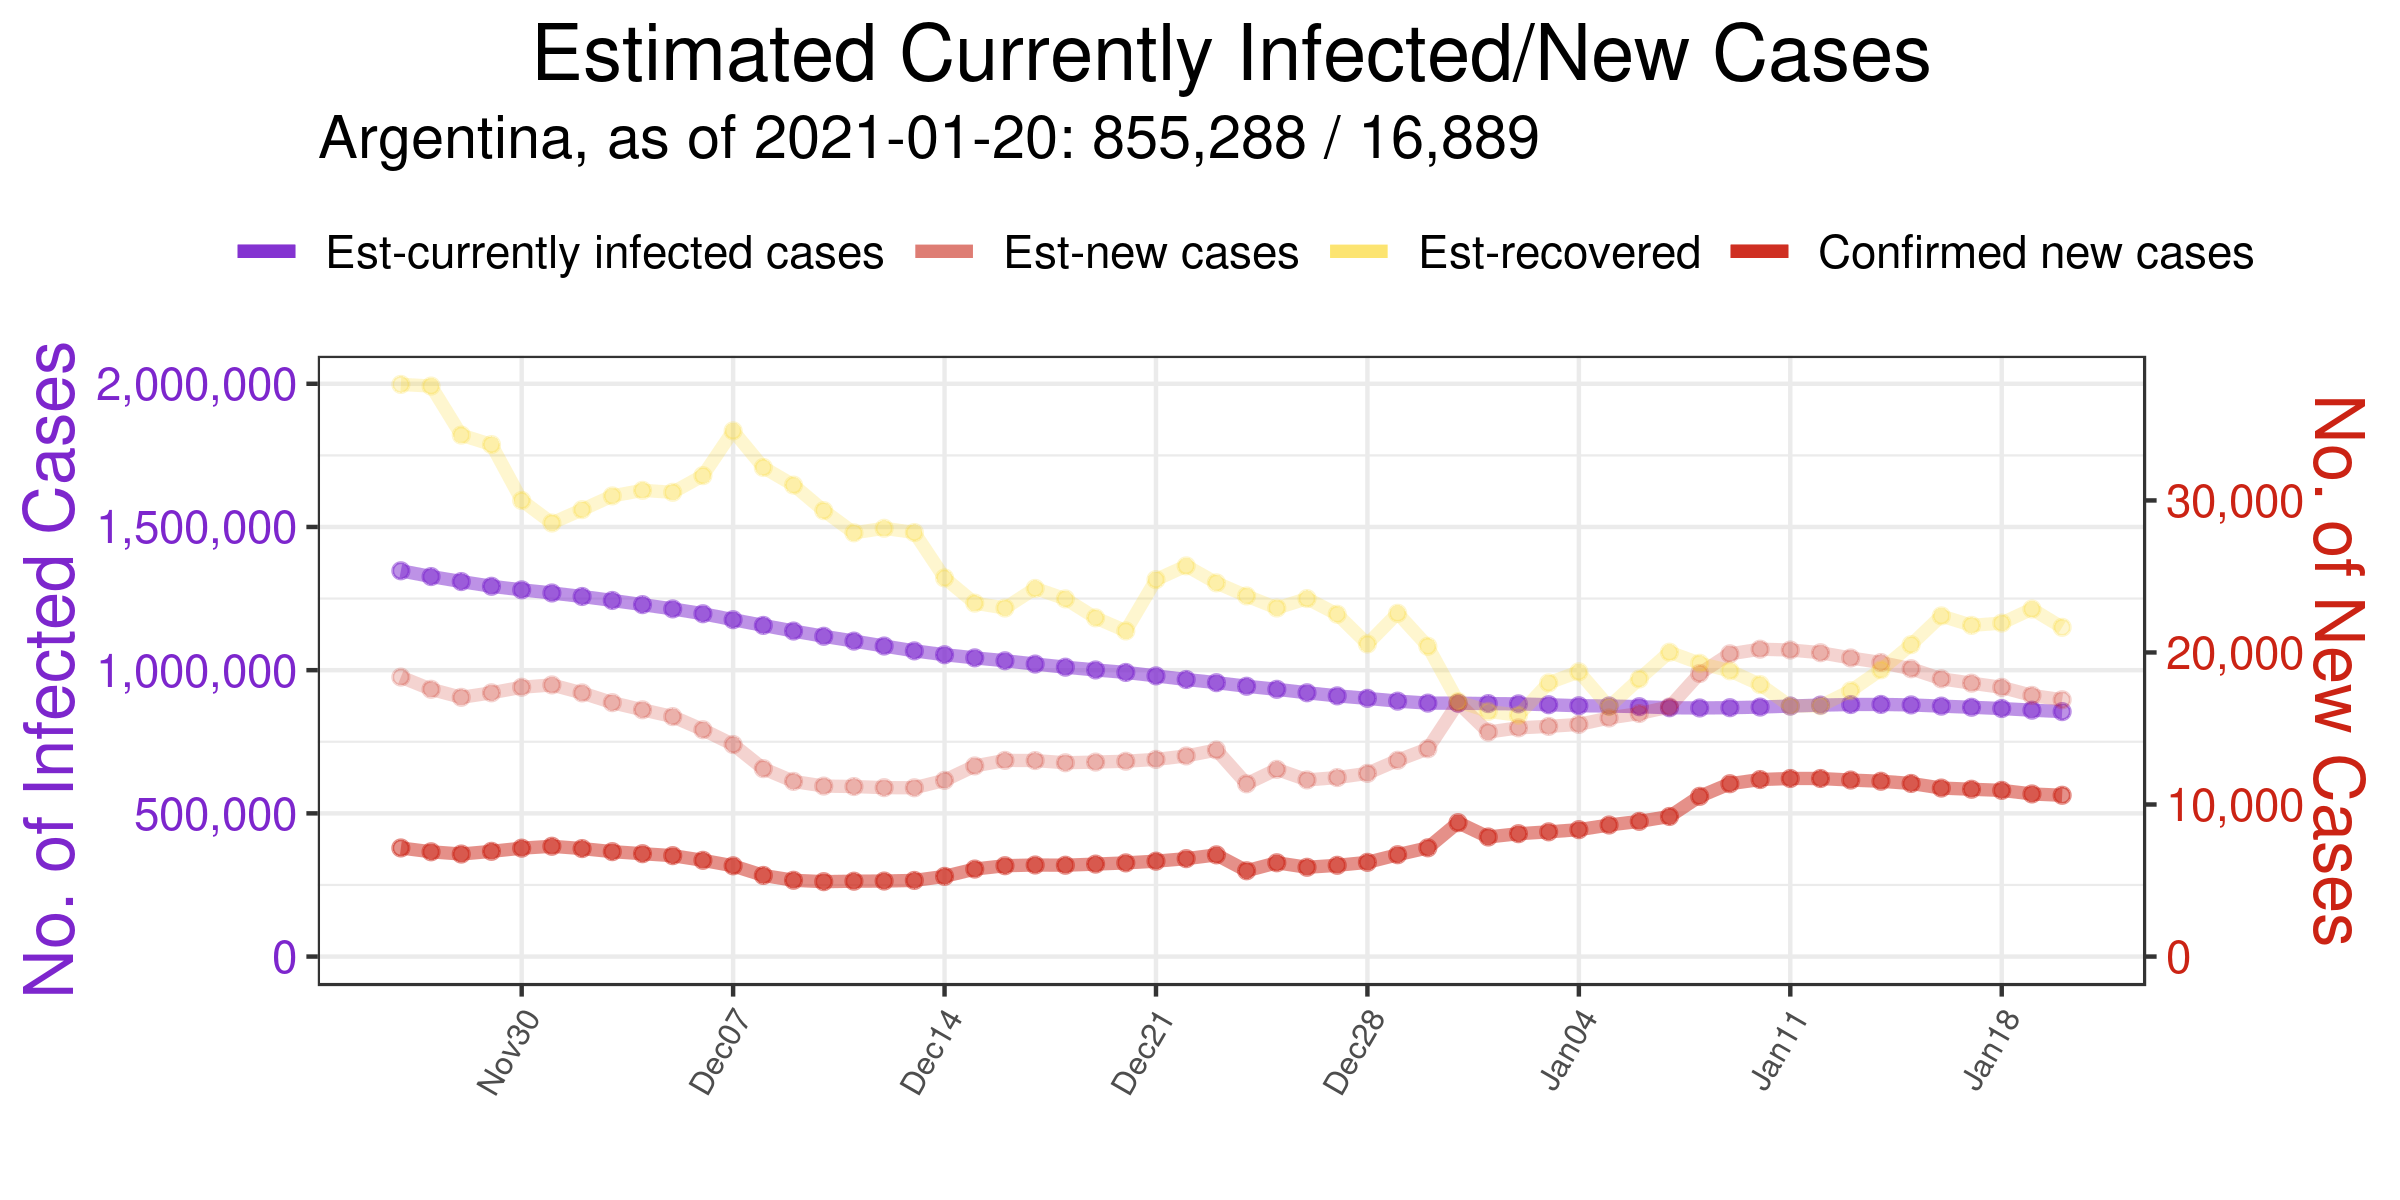 Estimated Currently Infected/New Cases
Argentina, as of 2021-01-20: 855,288 / 16,889
Est-currently infected cases Est-new cases Est-recovered Confirmed new cases
No. of Infected Cases
2,000,000
1,500,000
1,000,000
500,000
0
30,000
20,000
10,000
0
No. of New Cases
Nov30 Dec07 Dec14 Dec21 Dec28 Jan04 Jan11 Jan18